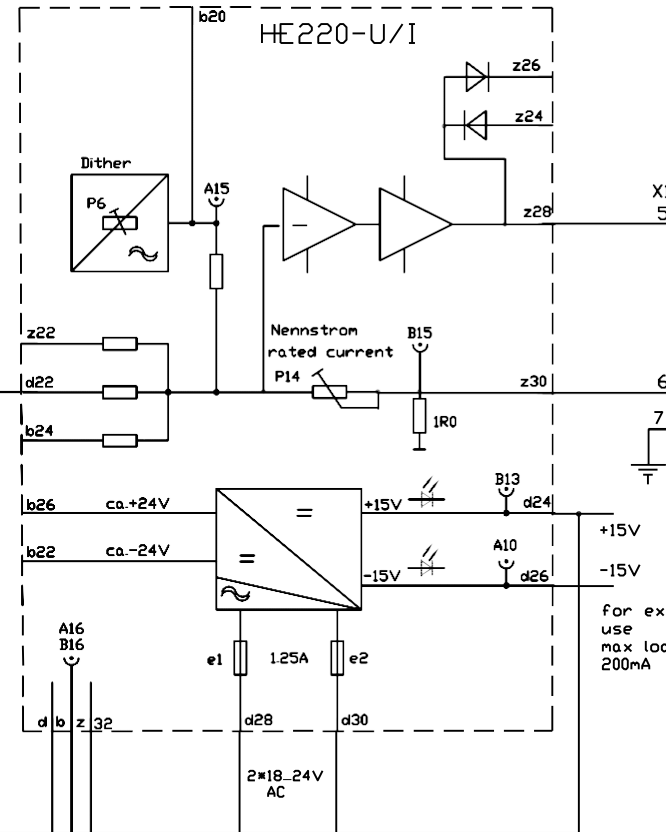 b20
HE220-U/I
z26
z24
Dither
P6
A15
z28
X1
5
z22
Nennstrom
rated current
B15
d22
P14
z30
6
b24
1R0
7
b26
ca.+24V
+15V
B13
d24
+15V
b22
ca.-24V
-15V
A10
d26
-15V
for ex
use
max loa
200mA
A16
B16
e1
1.25A
e2
d
b
z
32
d28
d30
2*18_24V
AC